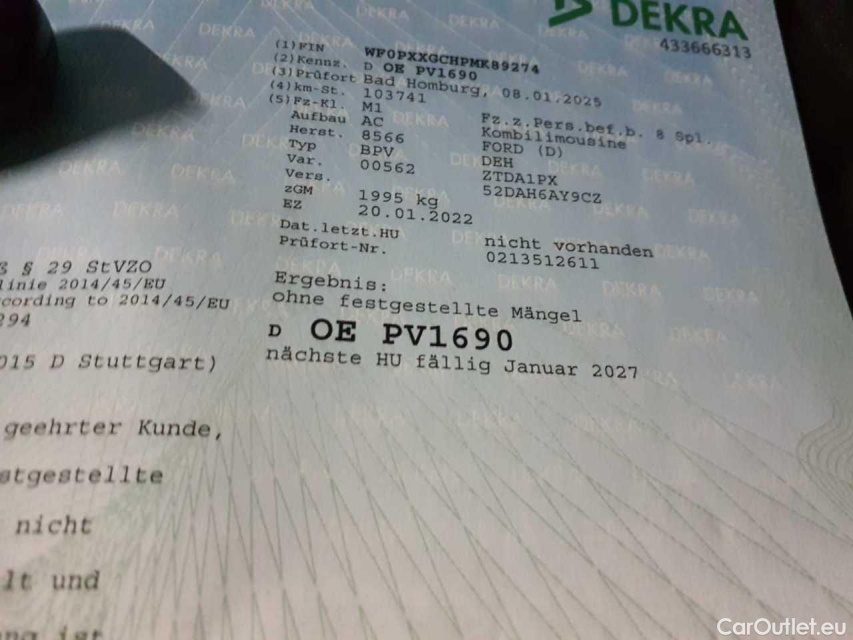 DEKRA
433666313
(1) FIN WF0PXXGCHPMK89274
(2) Kennz. D OE PV1690
(3) Prüfort Bad Homburg, 08.01.2025
(4) km-St. 103741
(5) Fz-Kl. M1 Fz.z.Pers.bef.b. 8 Spl.
Aufbau AC Kombilimousine
Herst. 8566 FORD (D)
Typ BPV DEH
Var. 00562 ZTDA1PX
Vers. 52DAH6AY9CZ
zGM 1995 kg
EZ 20.01.2022
Dat.letzt.HU nicht vorhanden
Prüfort-Nr. 0213512611
Ergebnis:
ohne festgestellte Mängel
D OE PV1690
nächste HU fällig Januar 2027
§ 29 StVZO
linie 2014/45/EU
cording to 2014/45/EU
294
015 D Stuttgart)
geehrter Kunde,
stgestellte
nicht
lt und
CarOutlet.eu